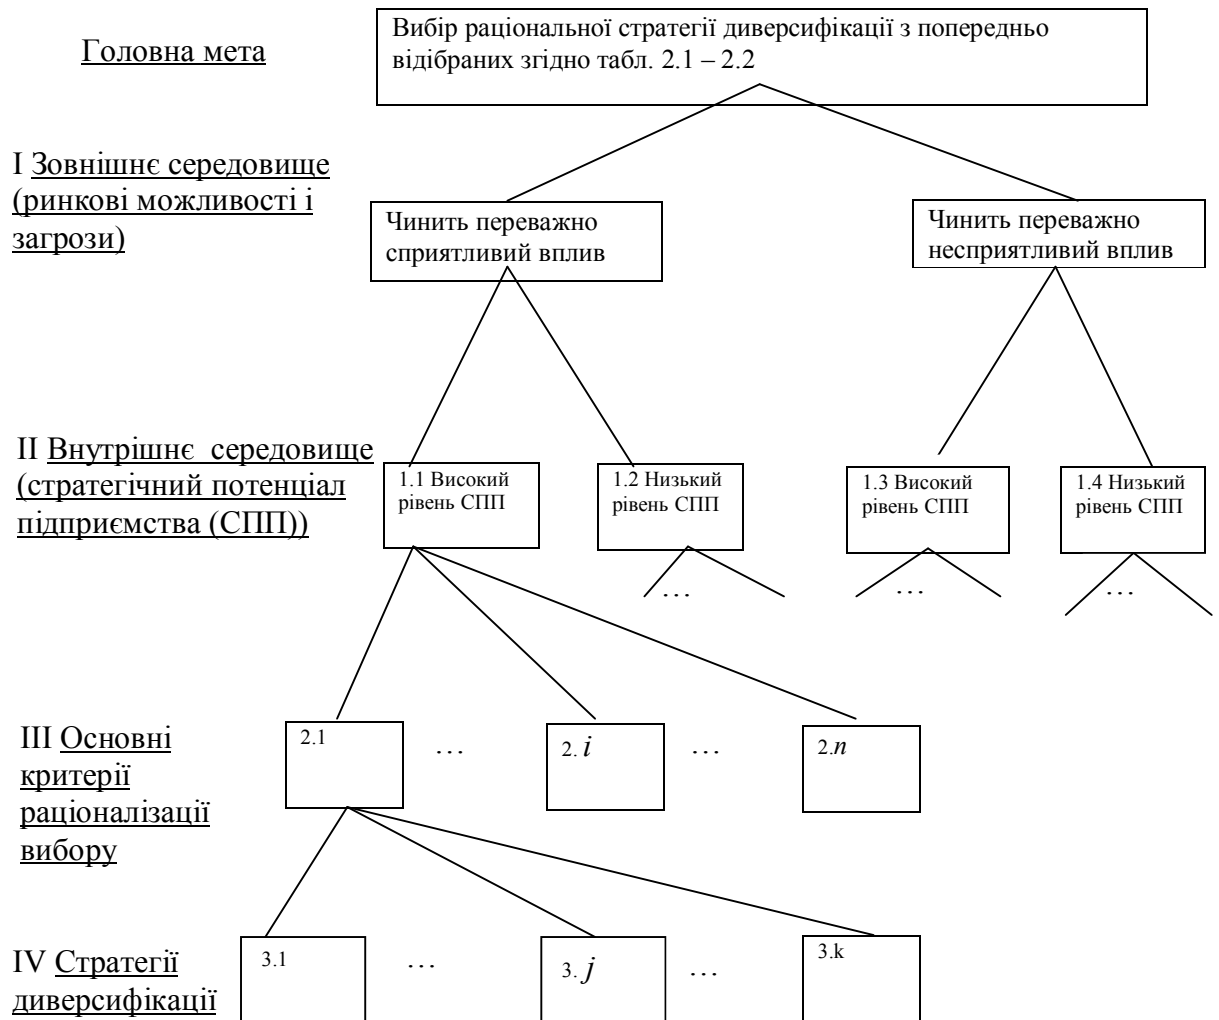 Головна мета
Вибір раціональної стратегії диверсифікації з попередньо
відібраних згідно табл. 2.1 – 2.2
І Зовнішнє середовище
(ринкові можливості і
загрози)
Чинить переважно
сприятливий вплив
Чинить переважно
несприятливий вплив
ІІ Внутрішнє середовище
(стратегічний потенціал
підприємства (СПП))
1.1 Високий
рівень СПП
1.2 Низький
рівень СПП
1.3 Високий
рівень СПП
1.4 Низький
рівень СПП
…
…
…
ІІІ Основні
критерії
раціоналізації
вибору
2.1
…
2. i
…
2.n
IV Стратегії
диверсифікації
3.1
…
3. j
…
3.k